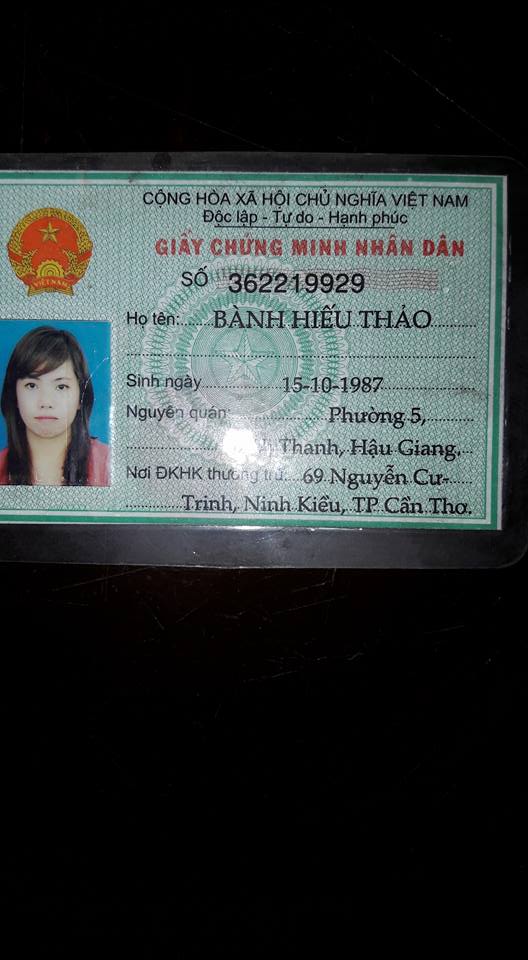 CỘNG HÒA XÃ HỘI CHỦ NGHĨA VIỆT NAM
Độc lập - Tự do - Hạnh phúc
GIẤY CHỨNG MINH NHÂN DÂN
SỐ 362219929
Họ tên: BÀNH HIẾU THẢO
Sinh ngày 15-10-1987
Nguyên quán: Phường 5,
Thanh, Hậu Giang.
Nơi ĐKHK thường trú: 69 Nguyễn Cư-
Trinh, Ninh Kiều, TP Cần Thơ.
VIỆT NAM